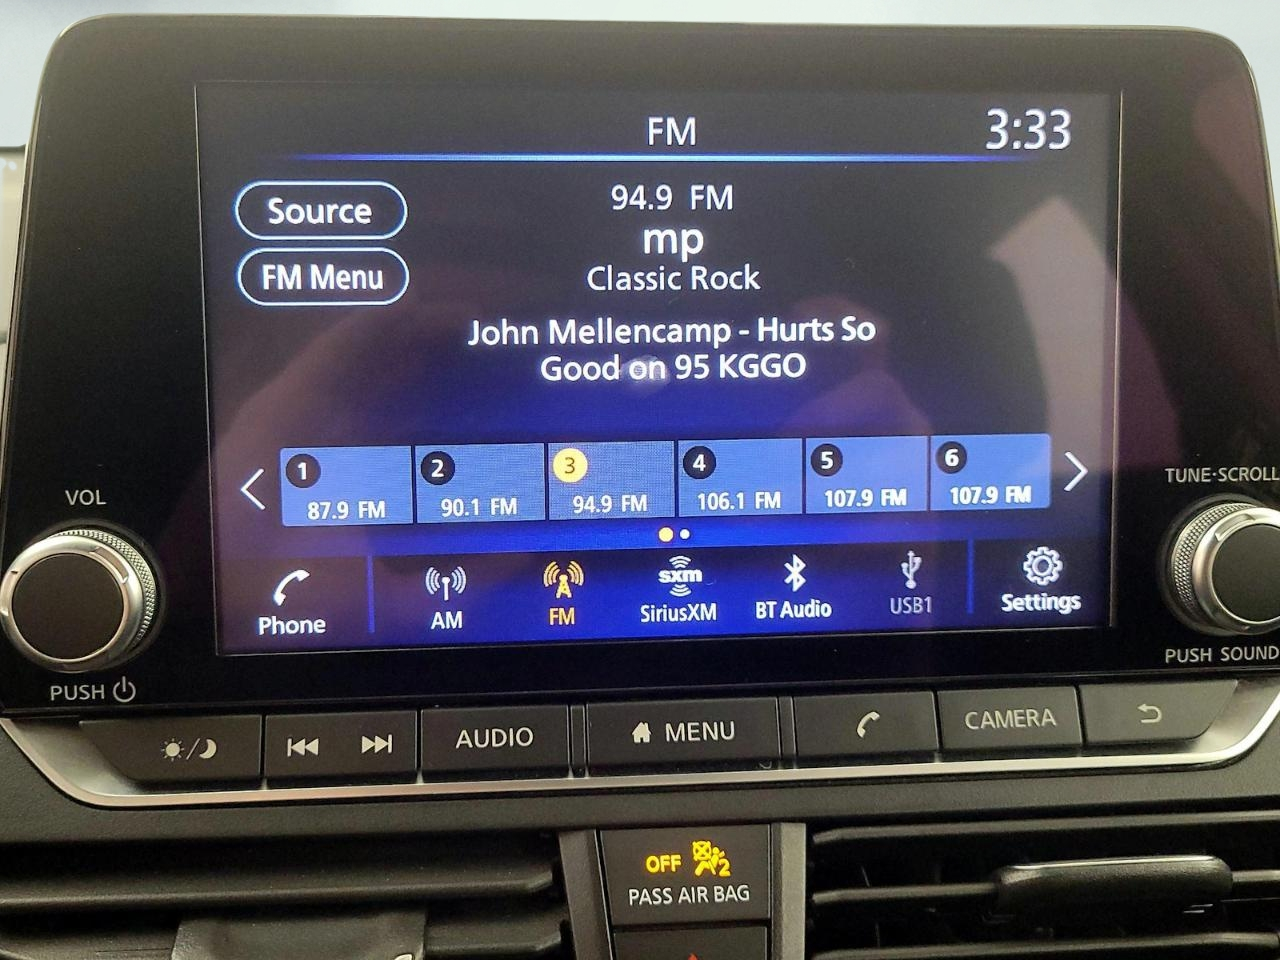 FM
3:33
Source
FM Menu
94.9 FM
mp
Classic Rock
John Mellencamp - Hurts So
Good on 95 KGGO
1
87.9 FM
2
90.1 FM
3
94.9 FM
4
106.1 FM
5
107.9 FM
6
107.9 FM
Phone
AM
FM
sxm
SiriusXM
BT Audio
USB1
Settings
VOL
PUSH
TUNE·SCROLL
PUSH SOUND
AUDIO
MENU
CAMERA
OFF
2
PASS AIR BAG